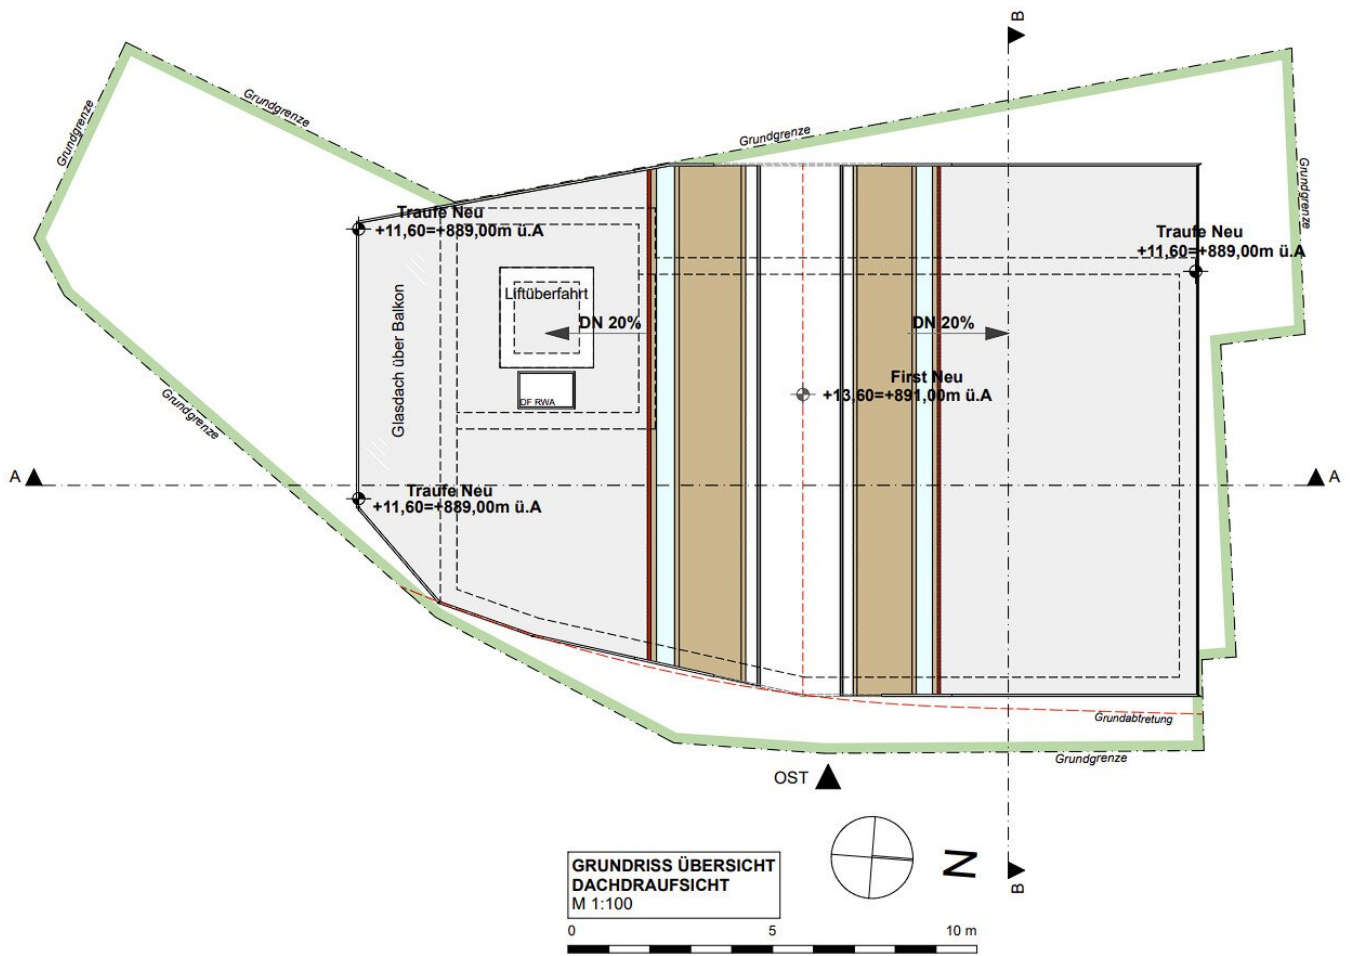 B
Grundgrenze
Grundgrenze
Grundgrenze
Grundgrenze
Traufe Neu
+11,60=+889,00m ü.A
Traufe Neu
+11,60=+889,00m ü.A
Glasdach über Balkon
Liftüberfahrt
DN 20%
DN 20%
DF RWA
First Neu
+13,60=+891,00m ü.A
Grundgrenze
A
A
Traufe Neu
+11,60=+889,00m ü.A
Grundabtretung
Grundgrenze
OST
N
B
GRUNDRISS ÜBERSICHT
DACHDRAUFSICHT
M 1:100
0 5 10 m